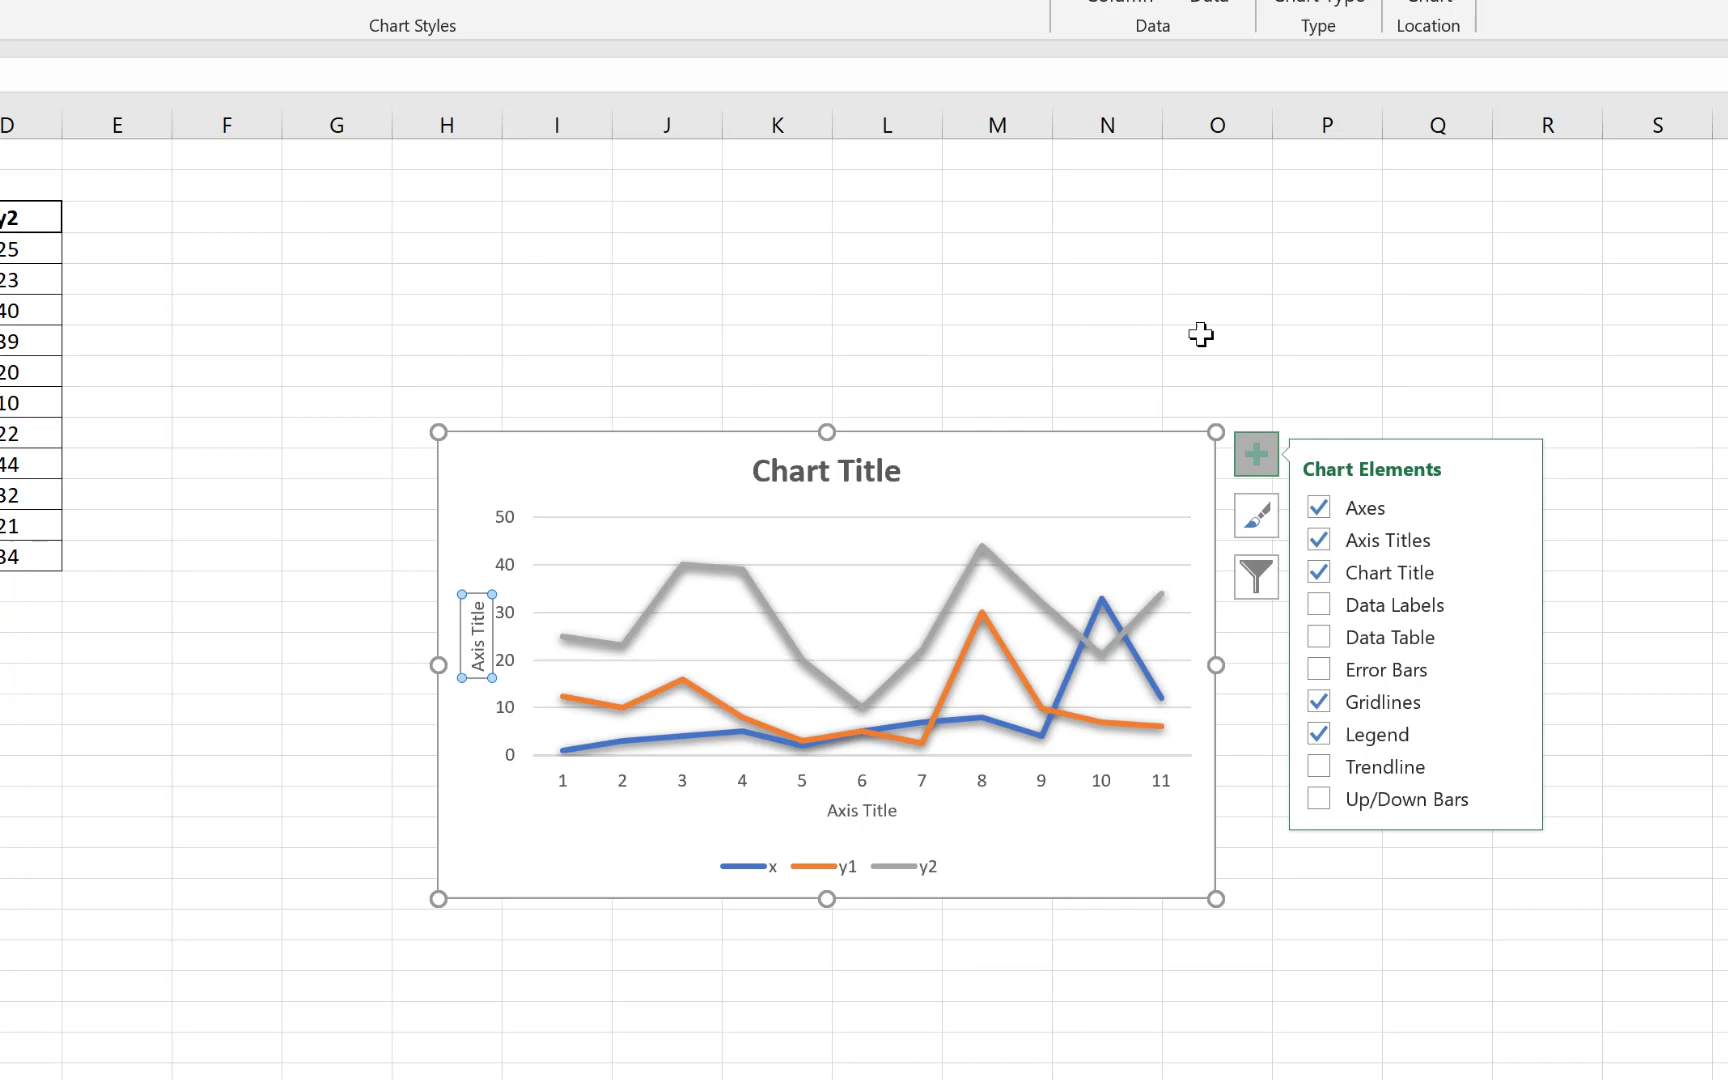 Chart Styles
Data
Type
Location
D E F G H I J K L M N O P Q R S
y2
25
23
40
39
20
10
22
44
32
21
34
Chart Title
50
40
30
20
10
0
Axis Title
1 2 3 4 5 6 7 8 9 10 11
Axis Title
x y1 y2
Chart Elements
Axes
Axis Titles
Chart Title
Data Labels
Data Table
Error Bars
Gridlines
Legend
Trendline
Up/Down Bars